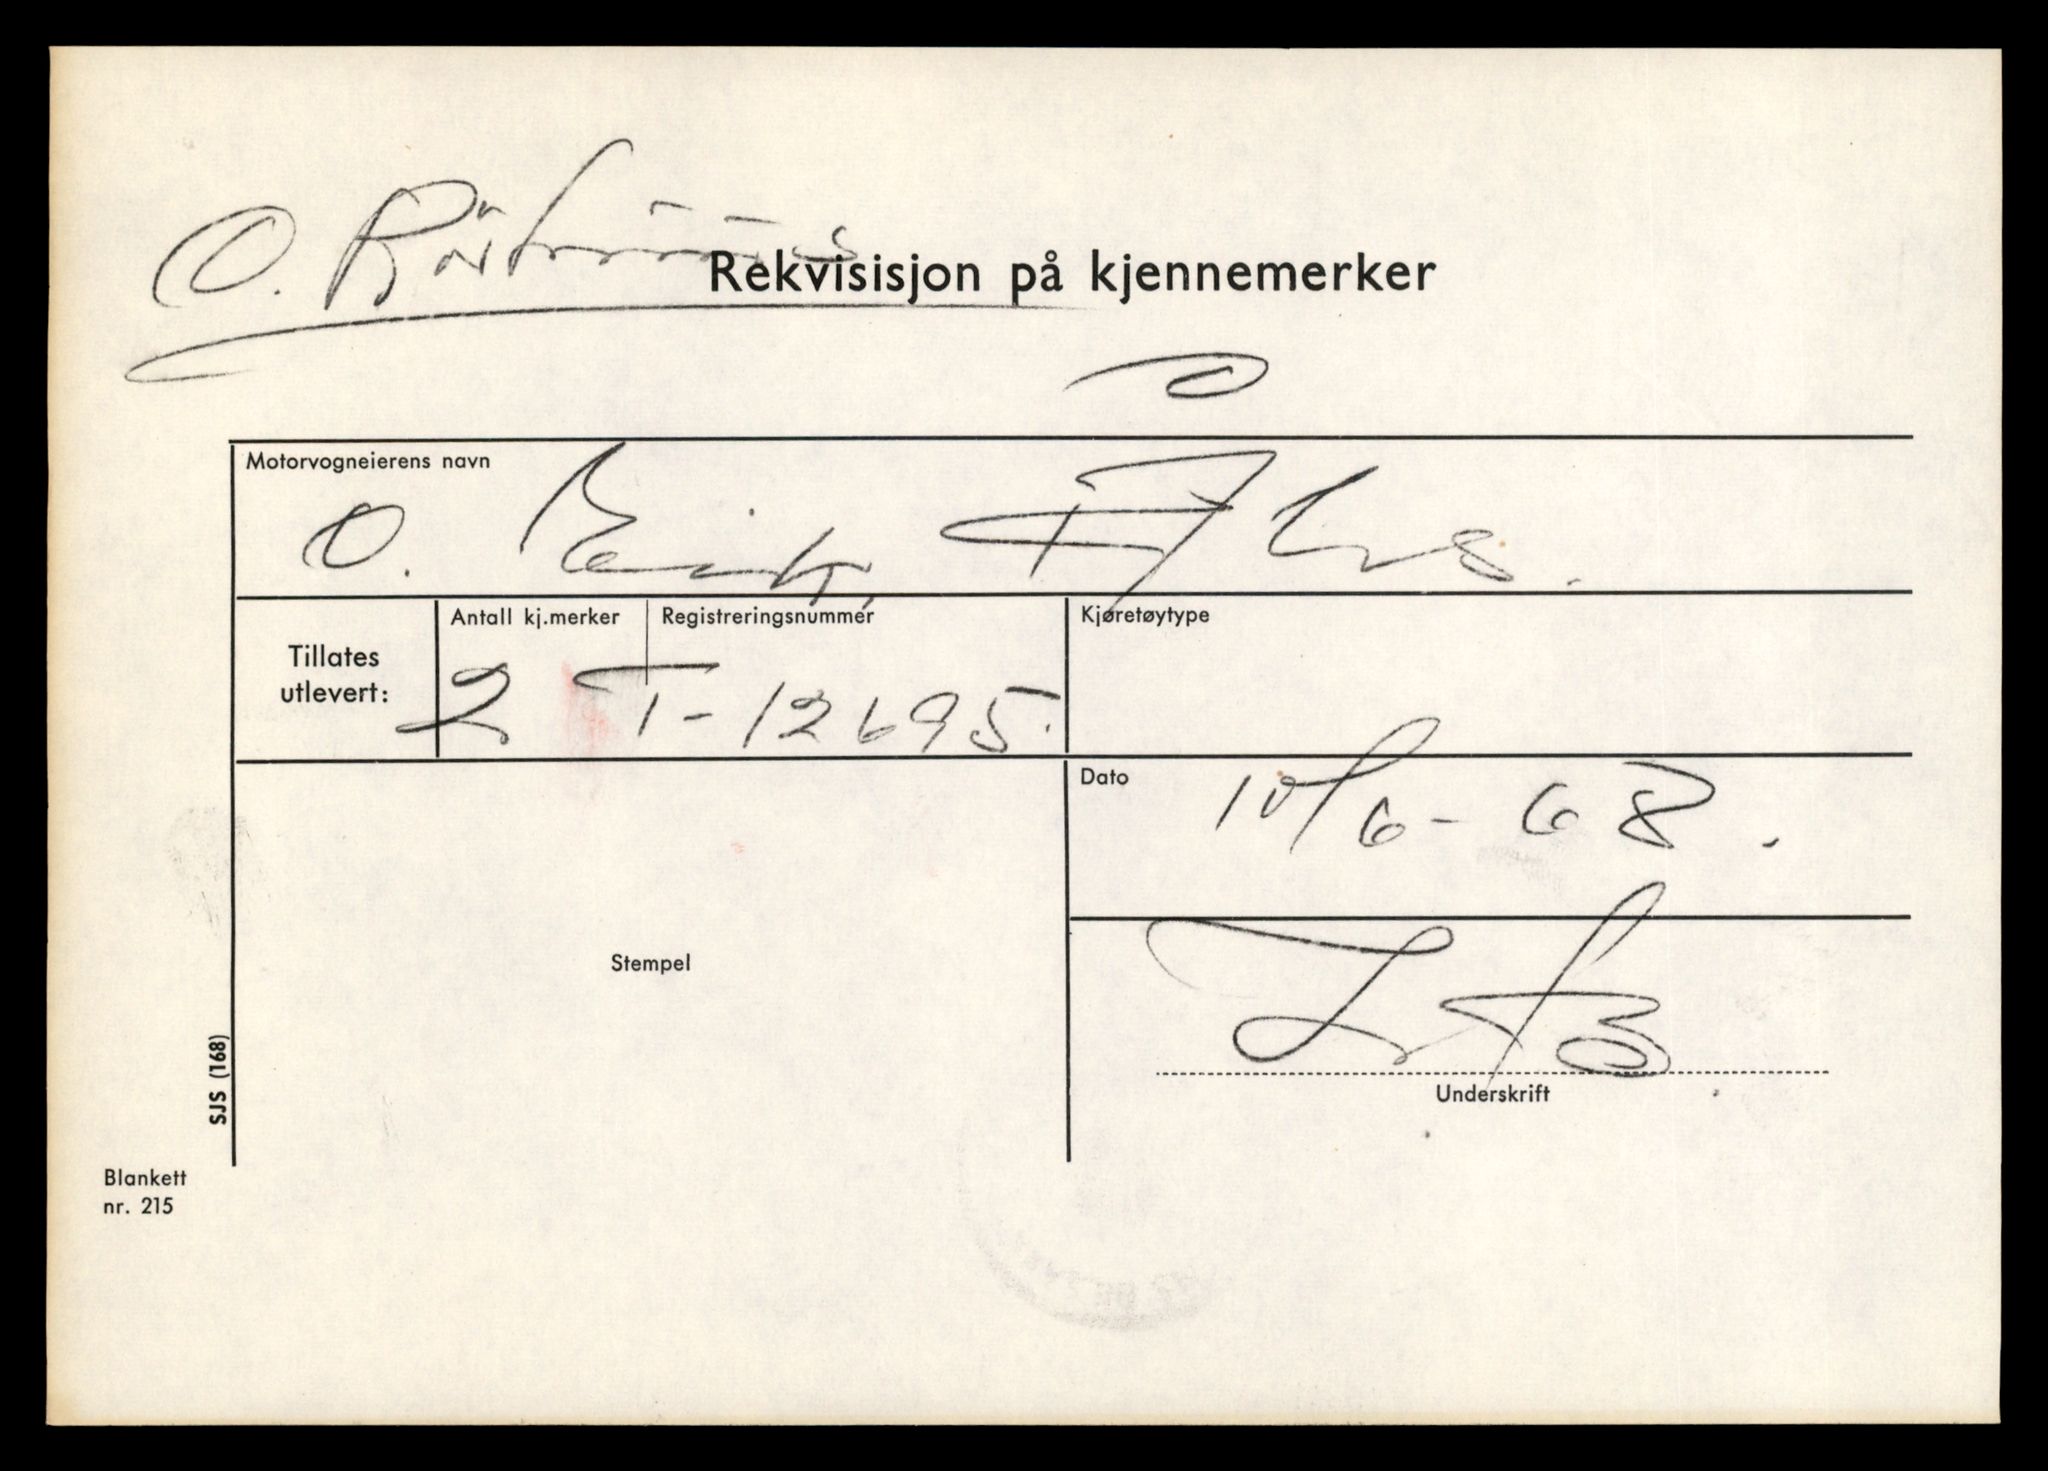 O.
Rekvisisjon på kjennemerker
Motorvogneierens navn
O.
Antall kj.merker Registreringsnummer Kjøretøytype
Tillates utlevert:
2 T-12695.
Dato 10/6-68.
Stempel
Underskrift
SJS (168)
Blankett
nr. 215